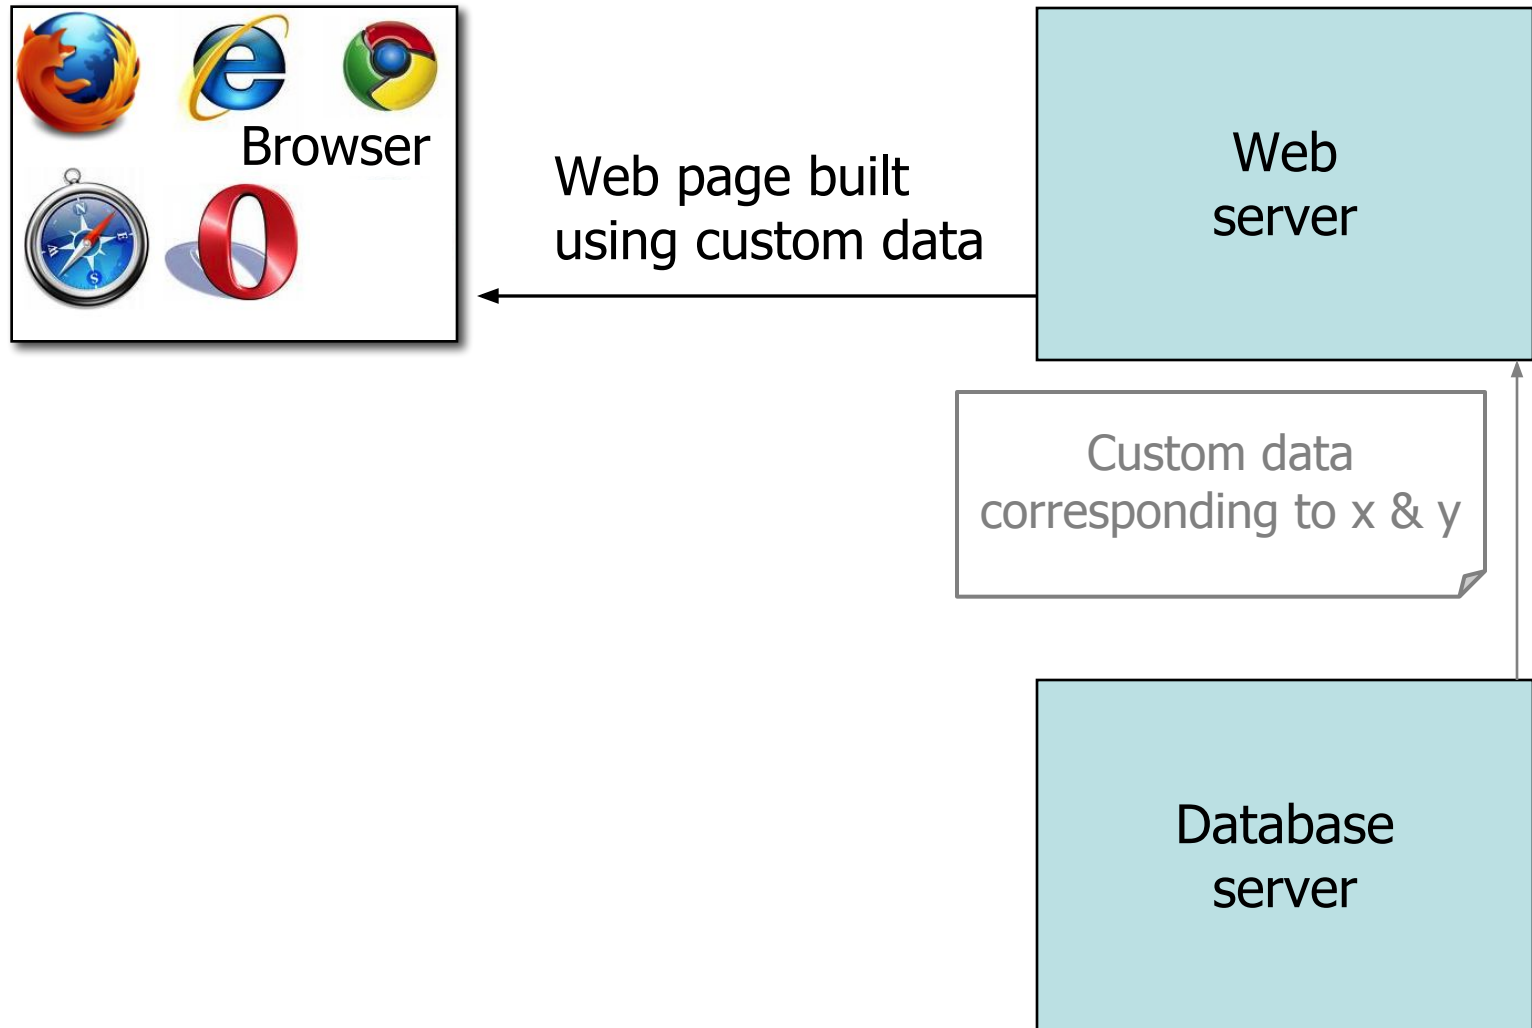 Browser
Web page built
using custom data
Web
server
Custom data
corresponding to x & y
Database
server